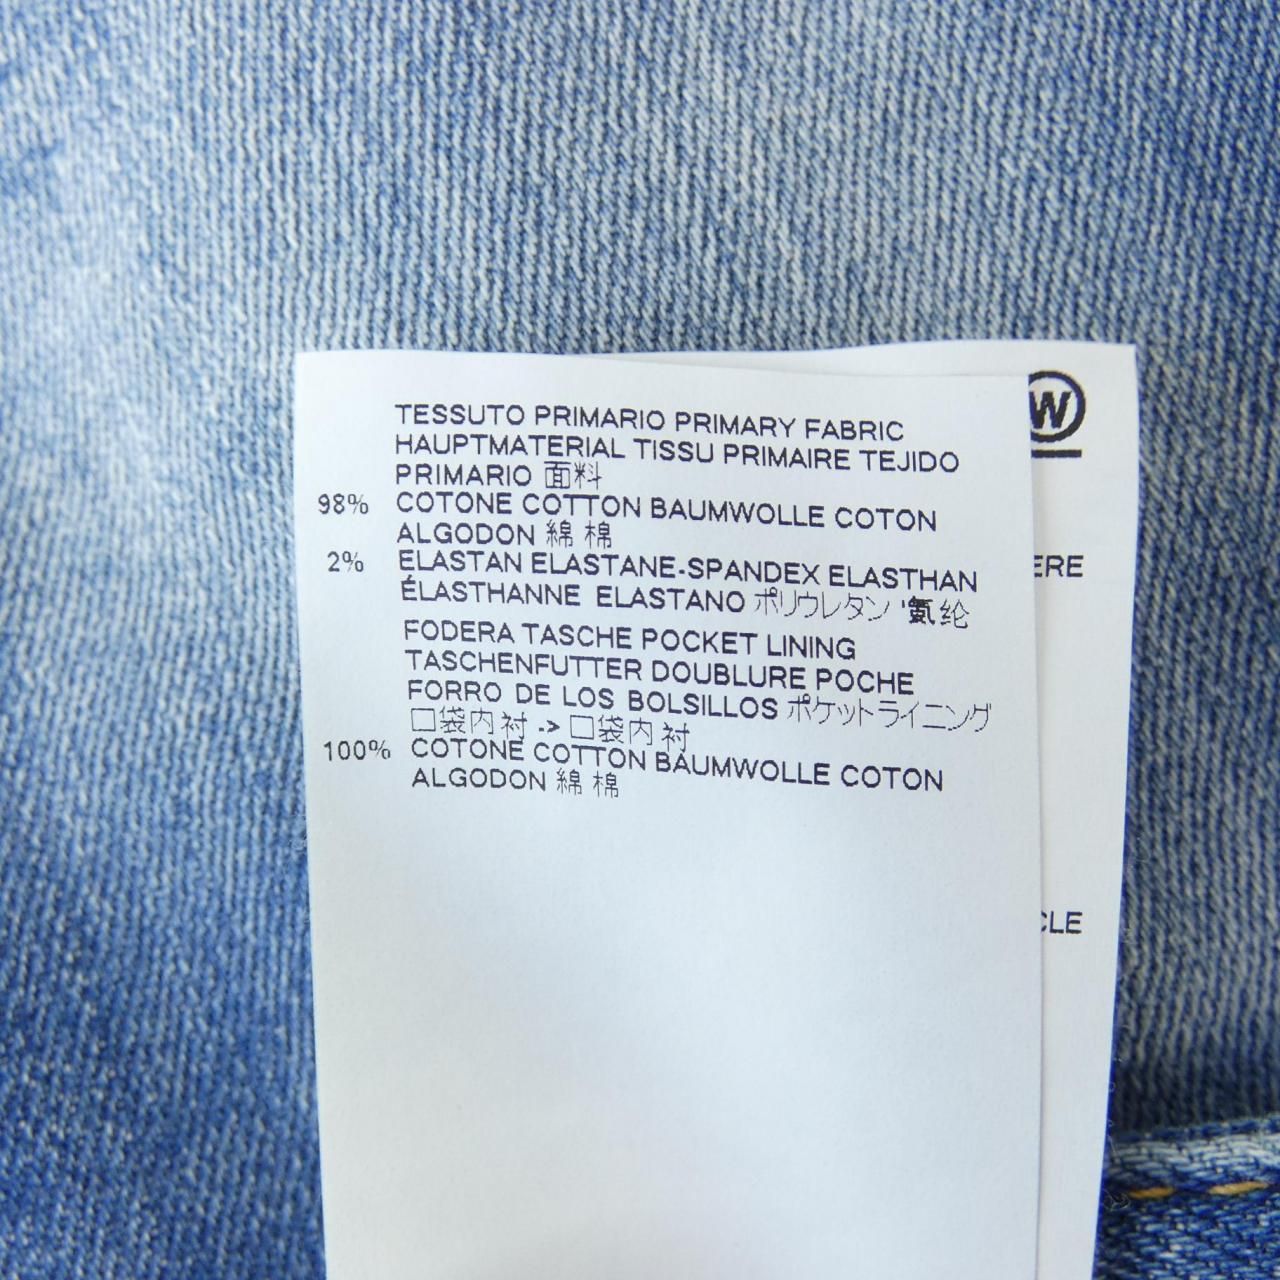 TESSUTO PRIMARIO PRIMARY FABRIC
HAUPTMATERIAL TISSU PRIMAIRE TEJIDO
PRIMARIO 面料
98% COTONE COTTON BAUMWOLLE COTON
ALGODON 綿 棉
2% ELASTAN ELASTANE-SPANDEX ELASTHAN
ÉLASTHANNE ELASTANO ポリウレタン '氨纶
FODERA TASCHE POCKET LINING
TASCHENFUTTER DOUBLURE POCHE
FORRO DE LOS BOLSILLOS ポケットライニング
口袋内衬 -> 口袋内衬
100% COTONE COTTON BAUMWOLLE COTON
ALGODON 綿 棉
W
ERE
CLE